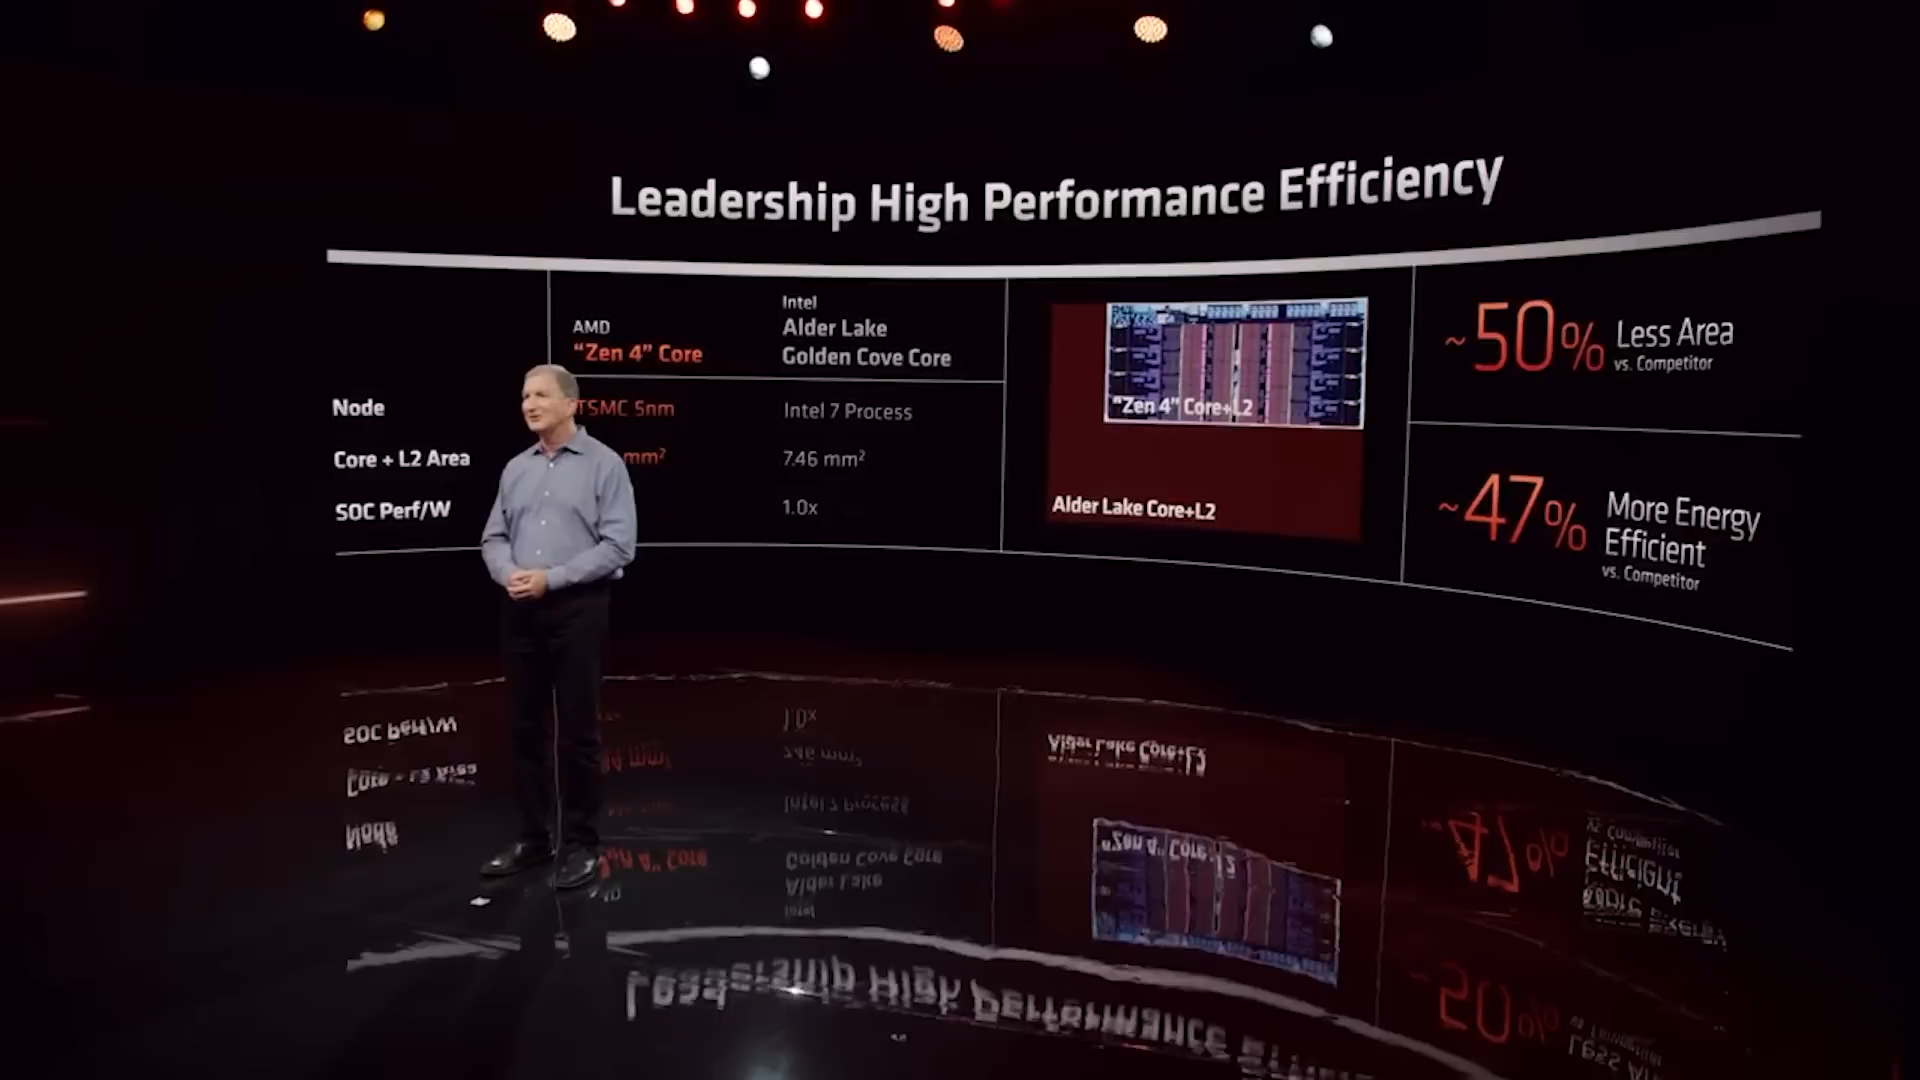 Leadership High Performance Efficiency
AMD
"Zen 4" Core
Intel
Alder Lake
Golden Cove Core
Node
TSMC 5nm
Intel 7 Process
Core + L2 Area
mm²
7.46 mm²
SOC Perf/W
1.0x
"Zen 4" Core+L2
Alder Lake Core+L2
~50% Less Area
vs. Competitor
~47% More Energy
Efficient
vs. Competitor